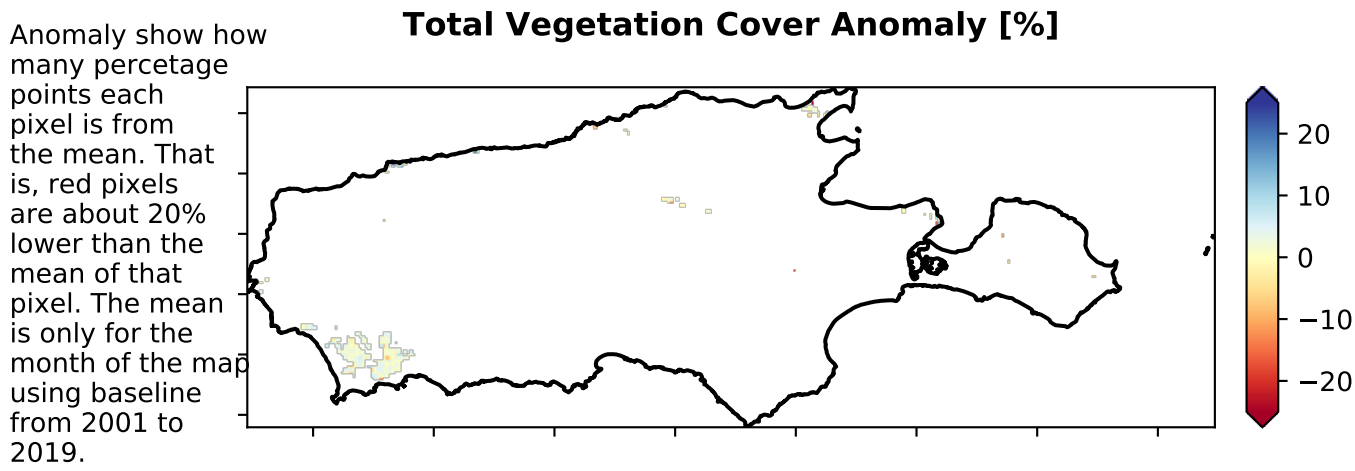 Total Vegetation Cover Anomaly [%]
Anomaly show how
many percetage
points each
pixel is from
the mean. That
is, red pixels
are about 20%
lower than the
mean of that
pixel. The mean
is only for the
month of the map
using baseline
from 2001 to
2019.
20
10
0
−10
−20